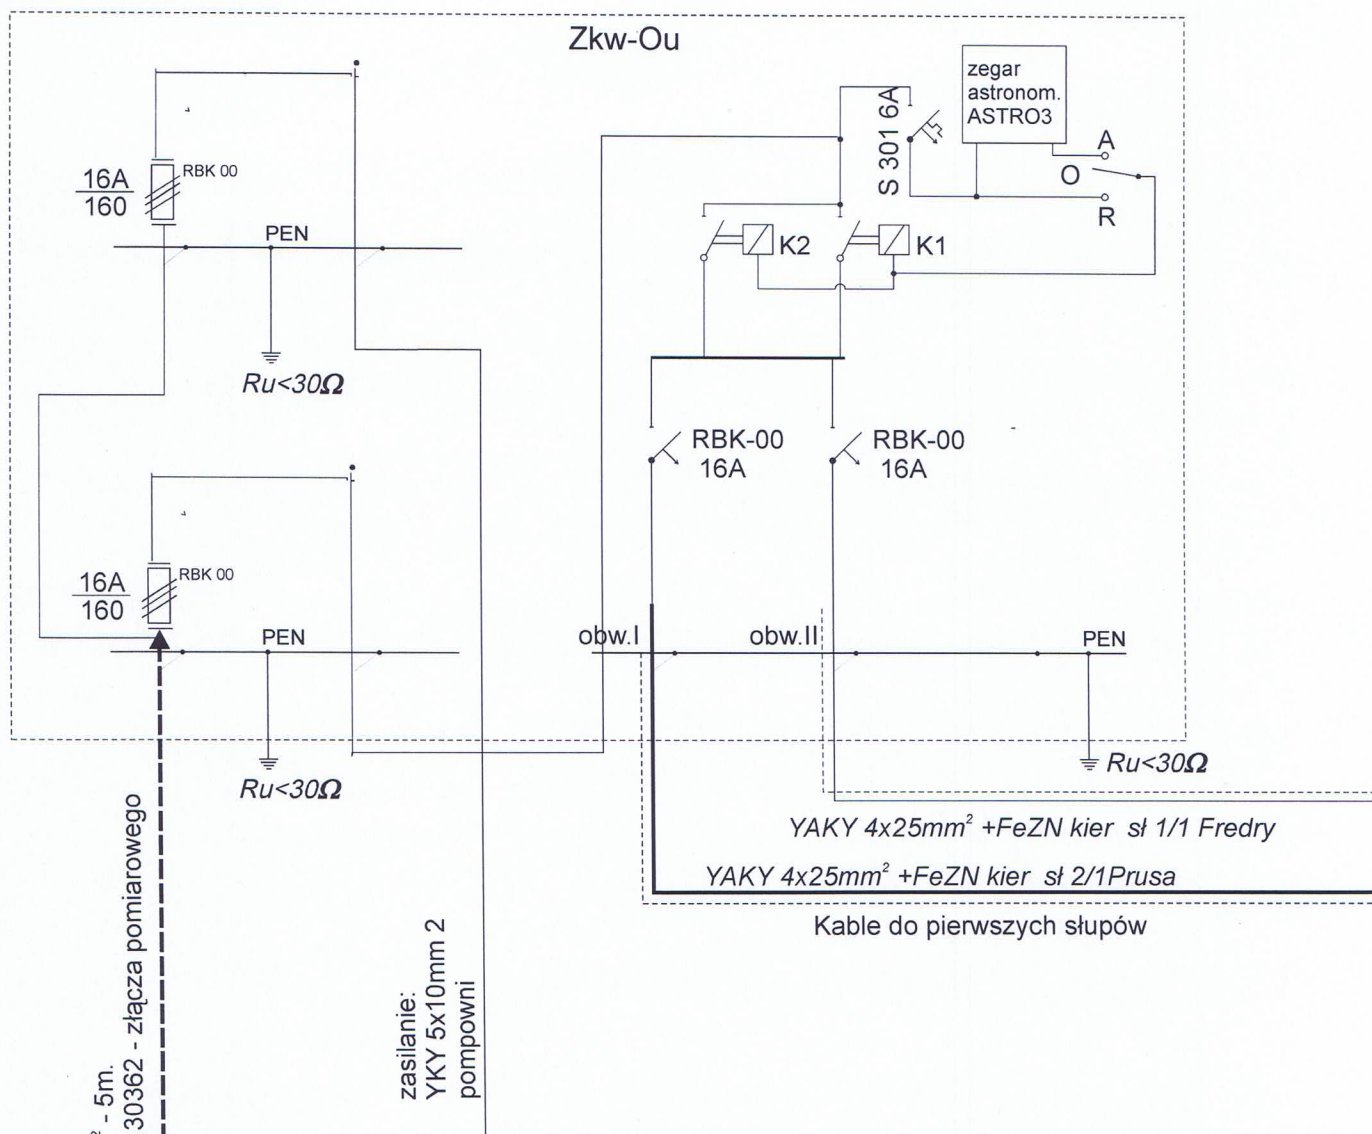 Zkw-Ou
zegar
astronom.
ASTRO3
S 301 6A
A
O
R
RBK 00
16A
160
PEN
K2
K1
Ru<30Ω
RBK-00
16A
RBK-00
16A
RBK 00
16A
160
PEN
obw.I
obw.II
PEN
Ru<30Ω
Ru<30Ω
YAKY 4x25mm² +FeZN kier sł 1/1 Fredry
YAKY 4x25mm² +FeZN kier sł 2/1Prusa
Kable do pierwszych słupów
² - 5m.
30362 - złącza pomiarowego
zasilanie:
YKY 5x10mm 2
pompowni